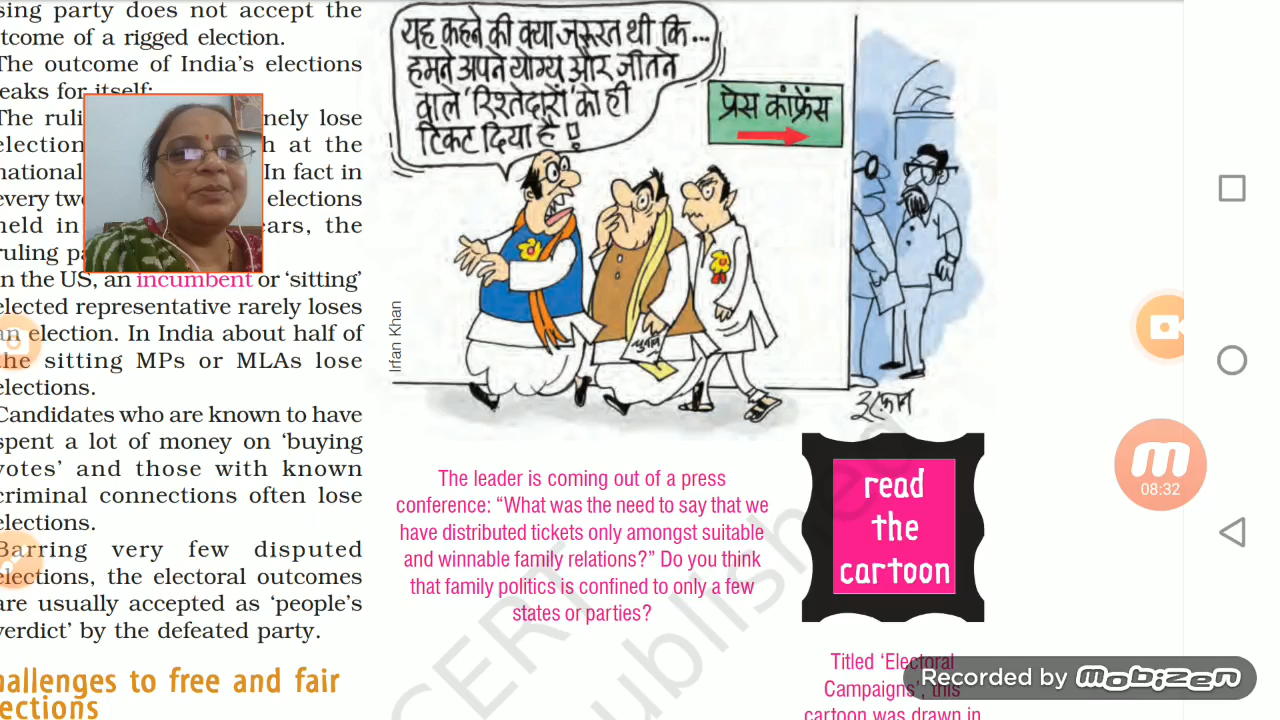 sing party does not accept the
tcome of a rigged election.
The outcome of India's elections
eaks for itself:
The ruli nely lose
election h at the
national In fact in
every two elections
held in ears, the
ruling pa
n the US, an incumbent or 'sitting'
elected representative rarely loses
an election. In India about half of
the sitting MPs or MLAs lose
elections.
Candidates who are known to have
spent a lot of money on 'buying
votes' and those with known
criminal connections often lose
elections.
Barring very few disputed
elections, the electoral outcomes
are usually accepted as 'people's
verdict' by the defeated party.
hallenges to free and fair
ections
यह कहने की क्या जरूरत थी कि...
हमने अपने योग्य और जीतने
वाले 'रिश्तेदारों' को ही
टिकट दिया है!
प्रेस कांफ्रेंस
चुनाव
Irfan Khan
इरफ़ान
The leader is coming out of a press
conference: “What was the need to say that we
have distributed tickets only amongst suitable
and winnable family relations?” Do you think
that family politics is confined to only a few
states or parties?
read
the
cartoon
Titled ‘Electoral
Campaigns’, this
cartoon was drawn in
CERT
published
08:32
Recorded by mobizen